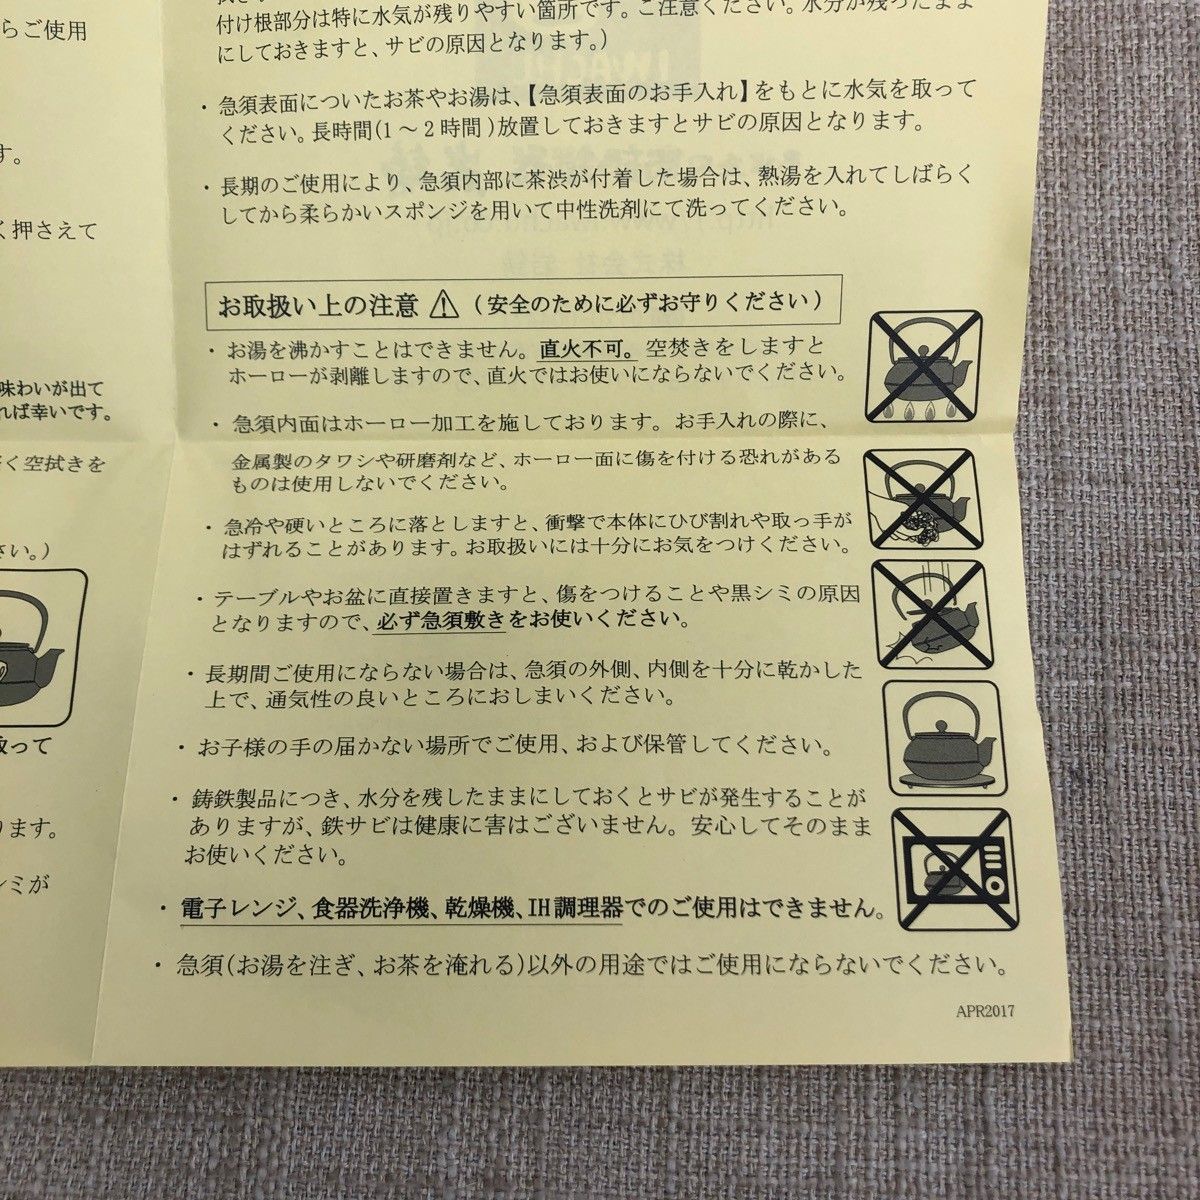 らご使用
す。
く押さえて
味わいが出て
れば幸いです。
く空拭きを
さい。)
取って
ります。
シミが
付け根部分は特に水気が残りやすい箇所です。ご注意ください。水分が残ったまま
にしておきますと、サビの原因となります。)
・急須表面についたお茶やお湯は、【急須表面のお手入れ】をもとに水気を取って
ください。長時間(1～2時間)放置しておきますとサビの原因となります。
・長期のご使用により、急須内部に茶渋が付着した場合は、熱湯を入れてしばらく
してから柔らかいスポンジを用いて中性洗剤にて洗ってください。
お取扱い上の注意 ⚠ (安全のために必ずお守りください)
・お湯を沸かすことはできません。直火不可。空焚きをしますと
ホーローが剥離しますので、直火ではお使いにならないでください。
・急須内面はホーロー加工を施しております。お手入れの際に、
金属製のタワシや研磨剤など、ホーロー面に傷を付ける恐れがある
ものは使用しないでください。
・急冷や硬いところに落としますと、衝撃で本体にひび割れや取っ手が
はずれることがあります。お取扱いには十分にお気をつけください。
・テーブルやお盆に直接置きますと、傷をつけることや黒シミの原因
となりますので、必ず急須敷きをお使いください。
・長期間ご使用にならない場合は、急須の外側、内側を十分に乾かした
上で、通気性の良いところにおしまいください。
・お子様の手の届かない場所でご使用、および保管してください。
・鋳鉄製品につき、水分を残したままにしておくとサビが発生することが
ありますが、鉄サビは健康に害はございません。安心してそのまま
お使いください。
・電子レンジ、食器洗浄機、乾燥機、IH調理器でのご使用はできません。
・急須(お湯を注ぎ、お茶を淹れる)以外の用途ではご使用にならないでください。
APR2017